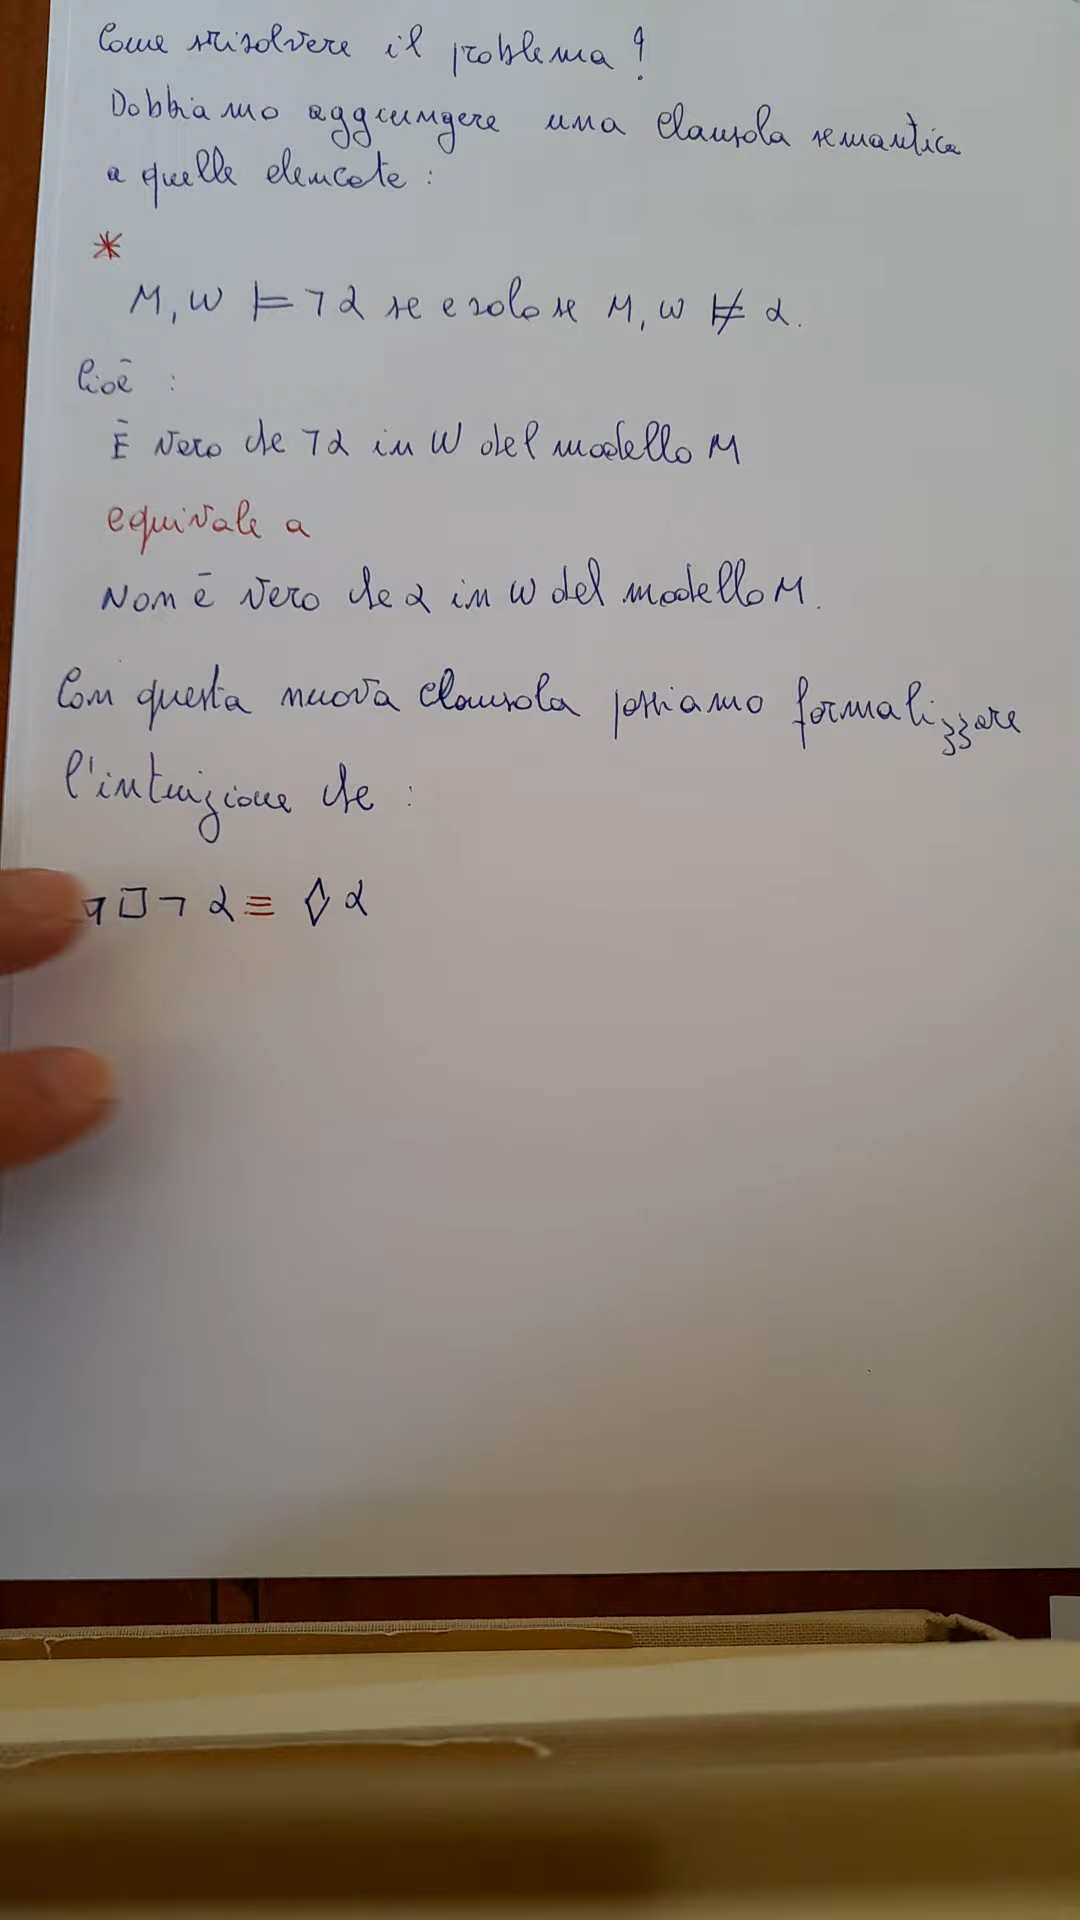 Come risolvere il problema?
Dobbiamo aggiungere una clausola semantica
a quelle elencate:
*
M, W ⊨ ¬ α se e solo se M, W ⊭ α.
Cioè :
È vero che ¬ α in W del modello M
equivale a
Non è vero che α in W del modello M.
Con questa nuova clausola possiamo formalizzare
l'intuizione che :
¬ □ ¬ α ≡ ◊ α